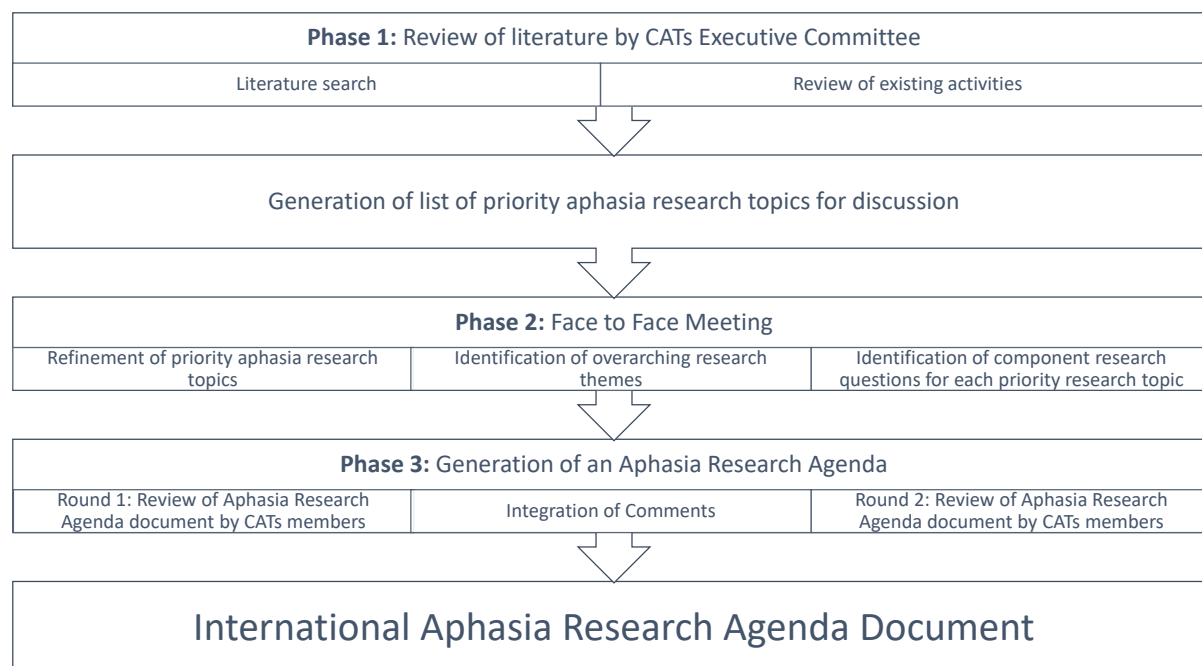 Phase 1: Review of literature by CATs Executive Committee
Literature search
Review of existing activities
Generation of list of priority aphasia research topics for discussion
Phase 2: Face to Face Meeting
Refinement of priority aphasia research
topics
Identification of overarching research
themes
Identification of component research
questions for each priority research topic
Phase 3: Generation of an Aphasia Research Agenda
Round 1: Review of Aphasia Research
Agenda document by CATs members
Integration of Comments
Round 2: Review of Aphasia Research
Agenda document by CATs members
International Aphasia Research Agenda Document